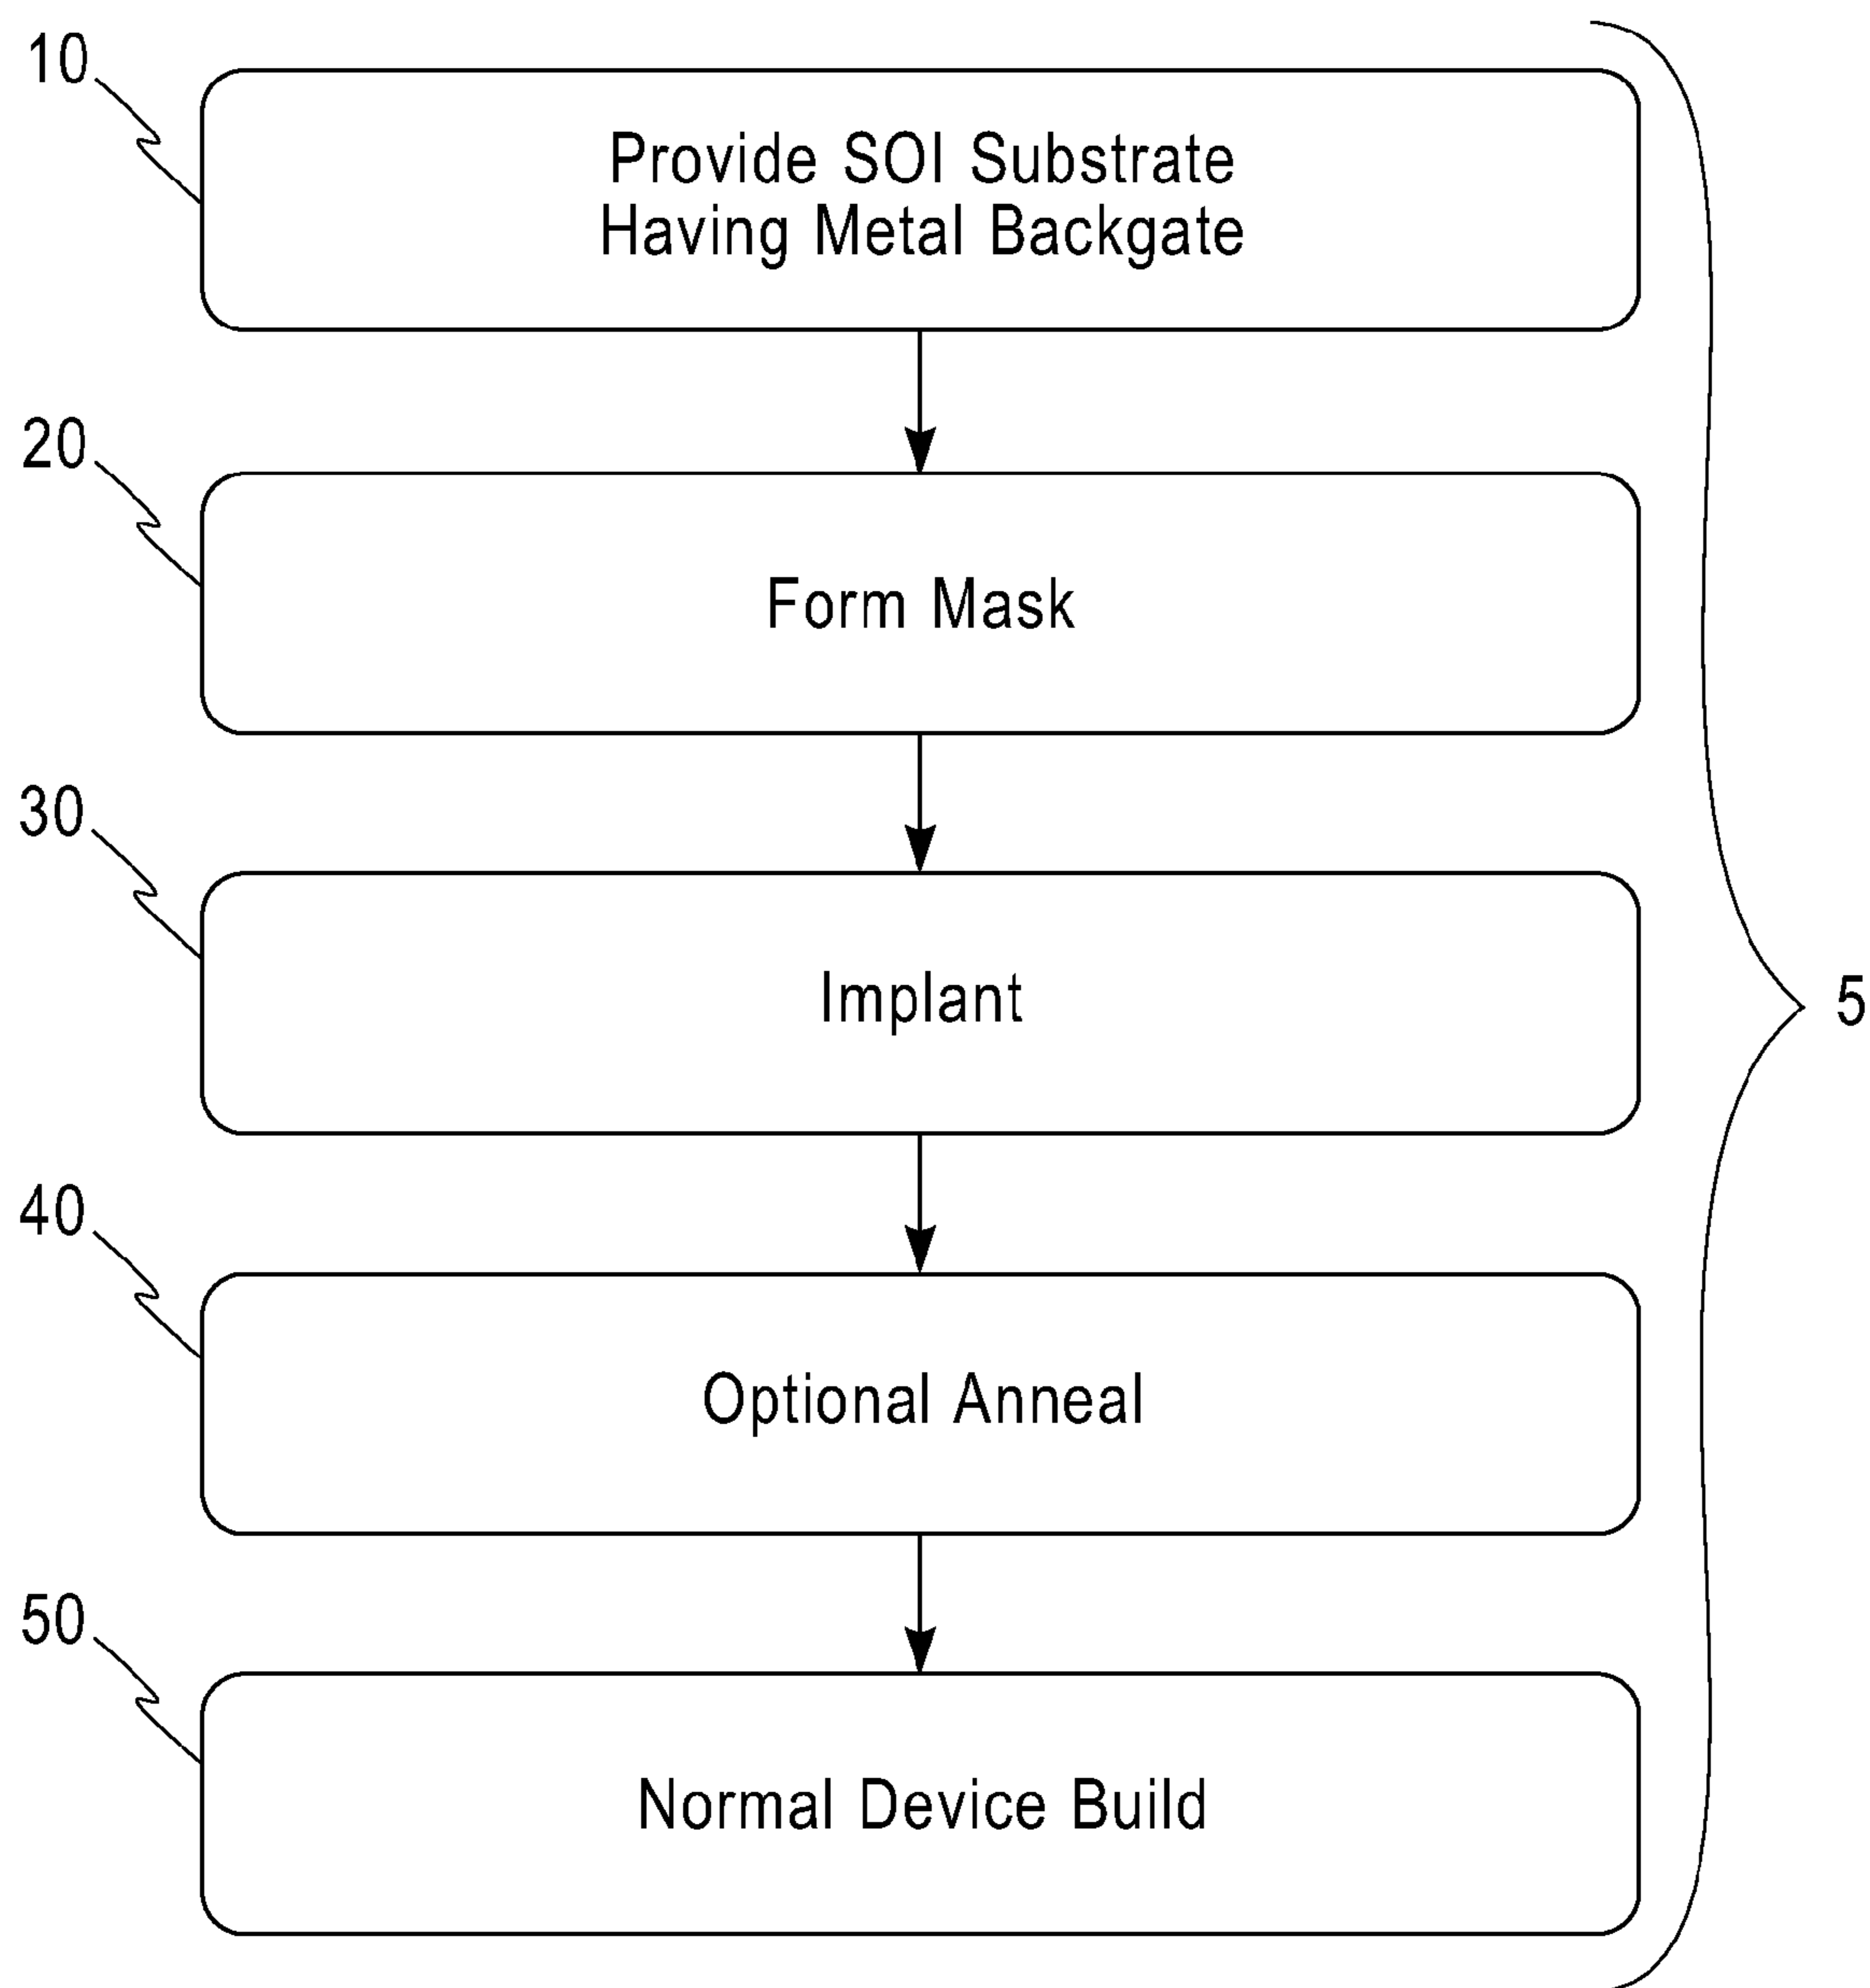 10
Provide SOI Substrate
Having Metal Backgate
20
Form Mask
30
Implant
5
40
Optional Anneal
50
Normal Device Build